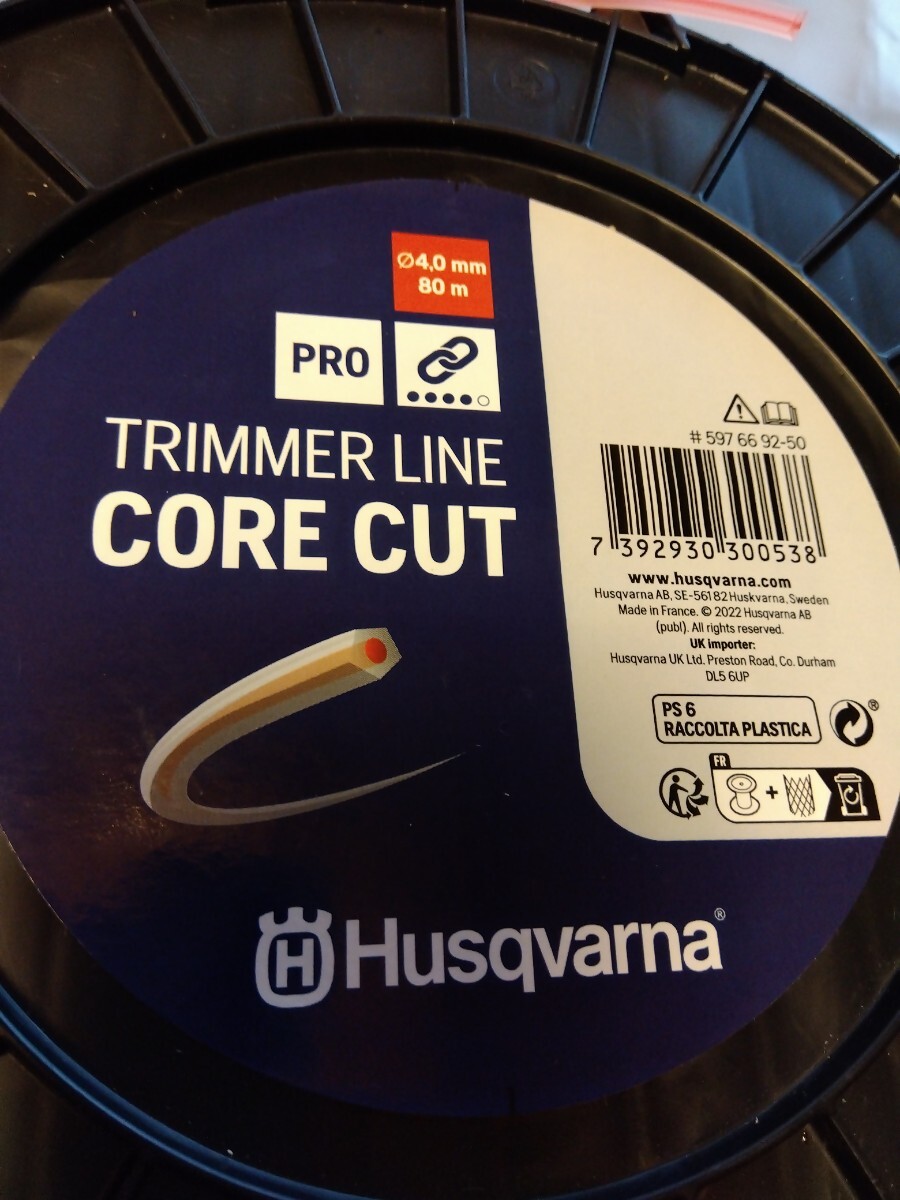 Ø4,0 mm
80 m
PRO
TRIMMER LINE
CORE CUT
# 597 66 92-50
7 392930 300538
www.husqvarna.com
Husqvarna AB, SE-561 82 Huskvarna, Sweden
Made in France. © 2022 Husqvarna AB
(publ). All rights reserved.
UK importer:
Husqvarna UK Ltd. Preston Road, Co. Durham
DL5 6UP
PS 6
RACCOLTA PLASTICA
®
FR
+
H Husqvarna®